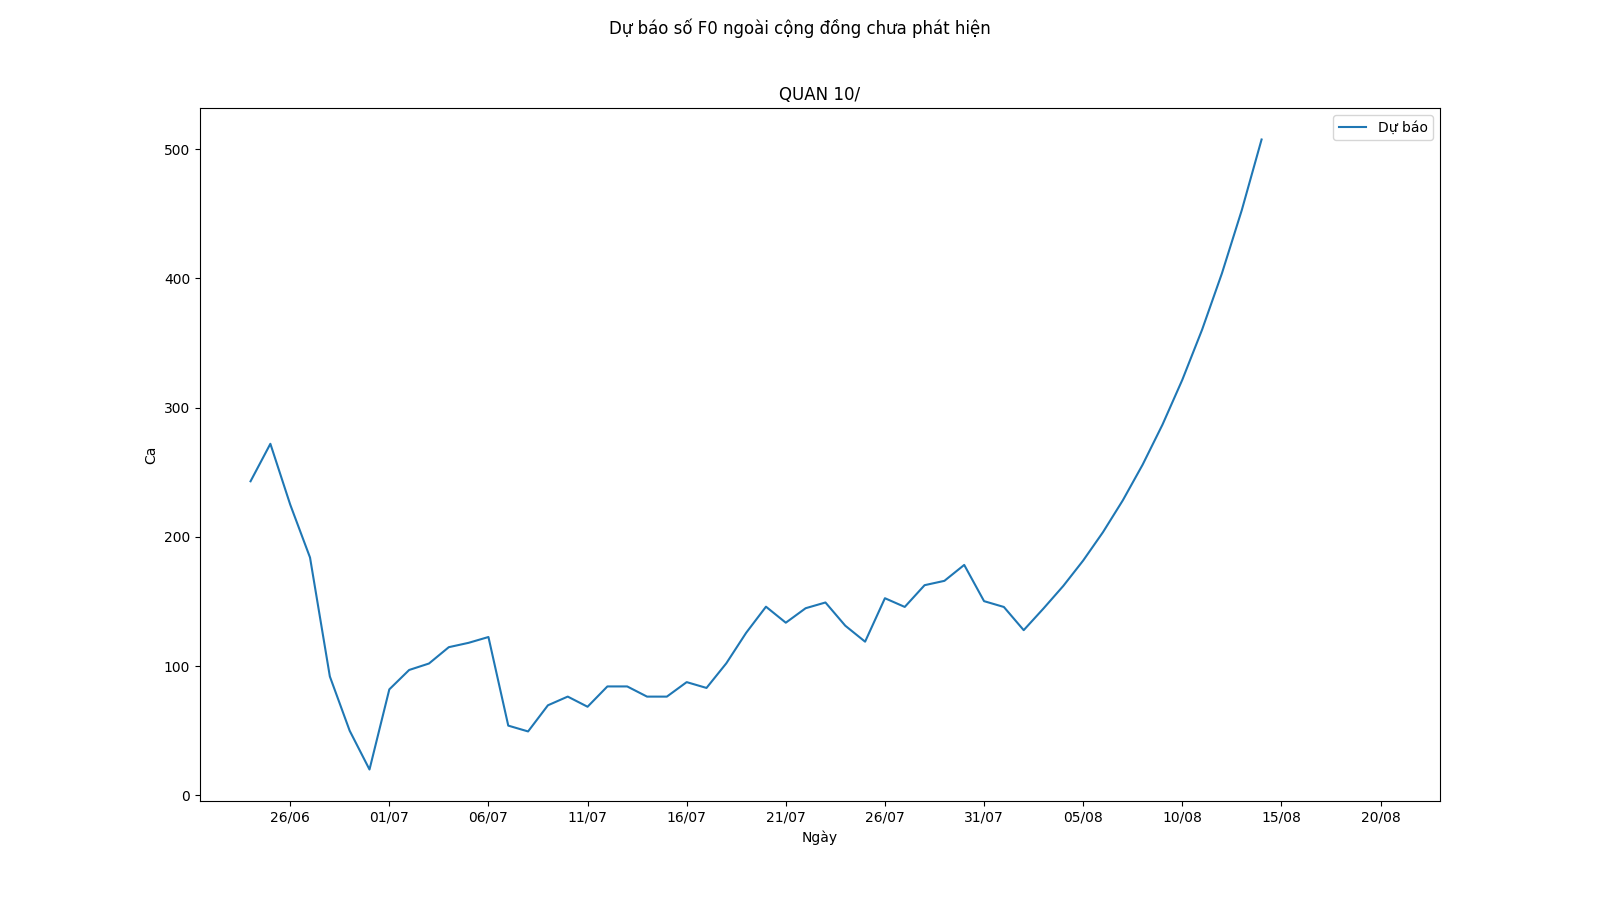 Dự báo số F0 ngoài cộng đồng chưa phát hiện
QUAN 10/
Dự báo
500
400
300
200
100
0
Ca
26/06 01/07 06/07 11/07 16/07 21/07 26/07 31/07 05/08 10/08 15/08 20/08
Ngày